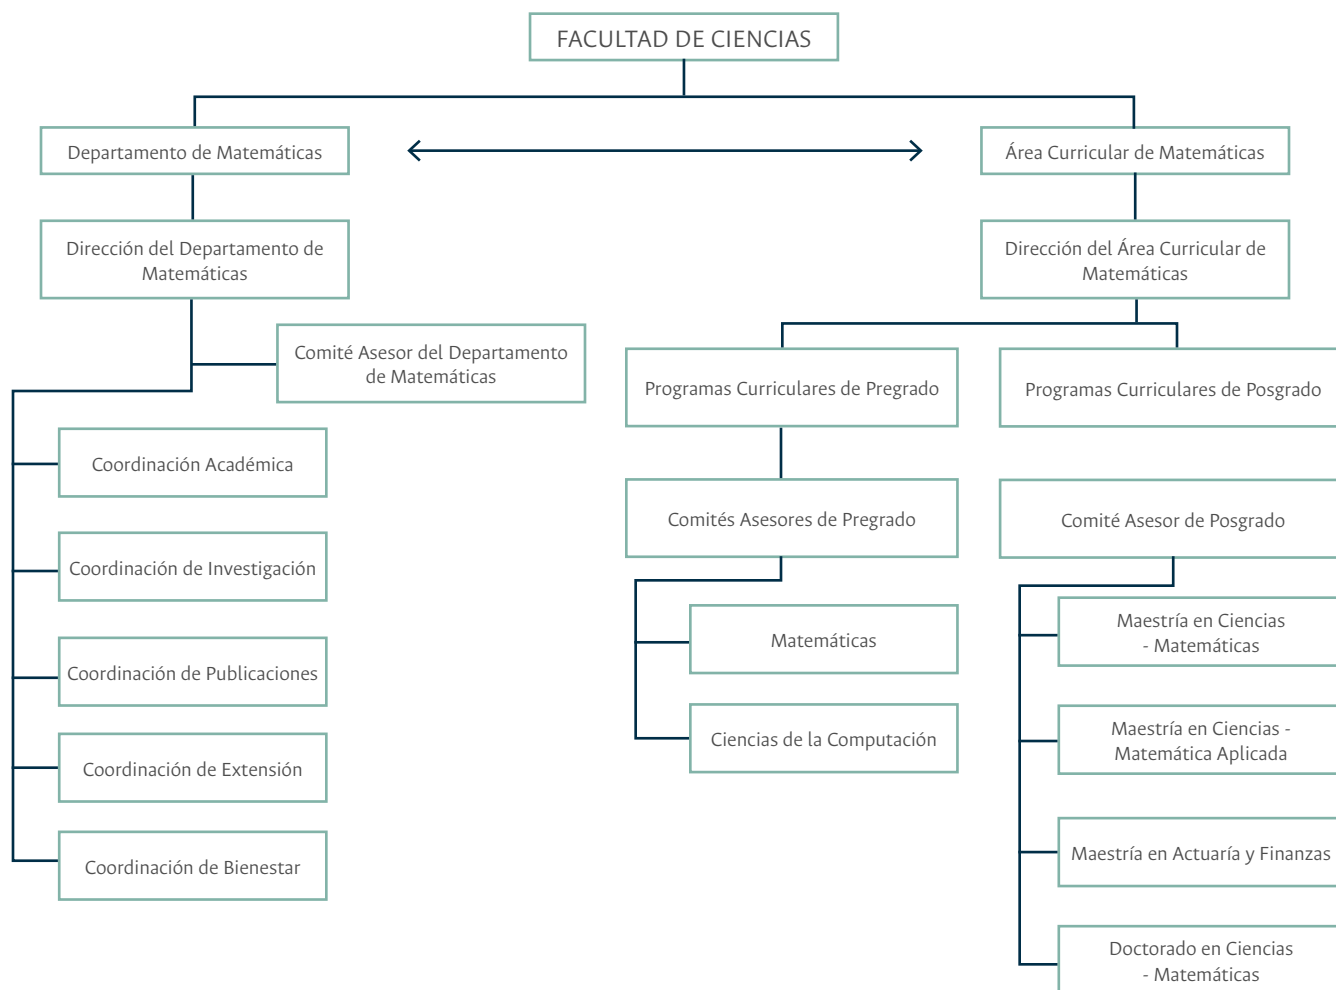 FACULTAD DE CIENCIAS
Departamento de Matemáticas
Área Curricular de Matemáticas
Dirección del Departamento de
Matemáticas
Dirección del Área Curricular de
Matemáticas
Comité Asesor del Departamento
de Matemáticas
Programas Curriculares de Pregrado
Programas Curriculares de Posgrado
Coordinación Académica
Coordinación de Investigación
Coordinación de Publicaciones
Coordinación de Extensión
Coordinación de Bienestar
Comités Asesores de Pregrado
Matemáticas
Ciencias de la Computación
Comité Asesor de Posgrado
Maestría en Ciencias
- Matemáticas
Maestría en Ciencias -
Matemática Aplicada
Maestría en Actuaría y Finanzas
Doctorado en Ciencias
- Matemáticas